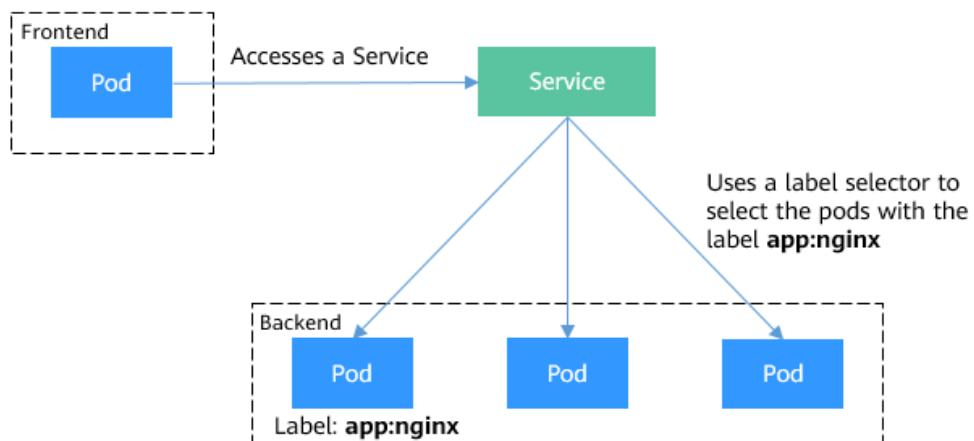 Frontend
Pod
Accesses a Service
Service
Uses a label selector to
select the pods with the
label app:nginx
Backend
Pod
Pod
Pod
Label: app:nginx